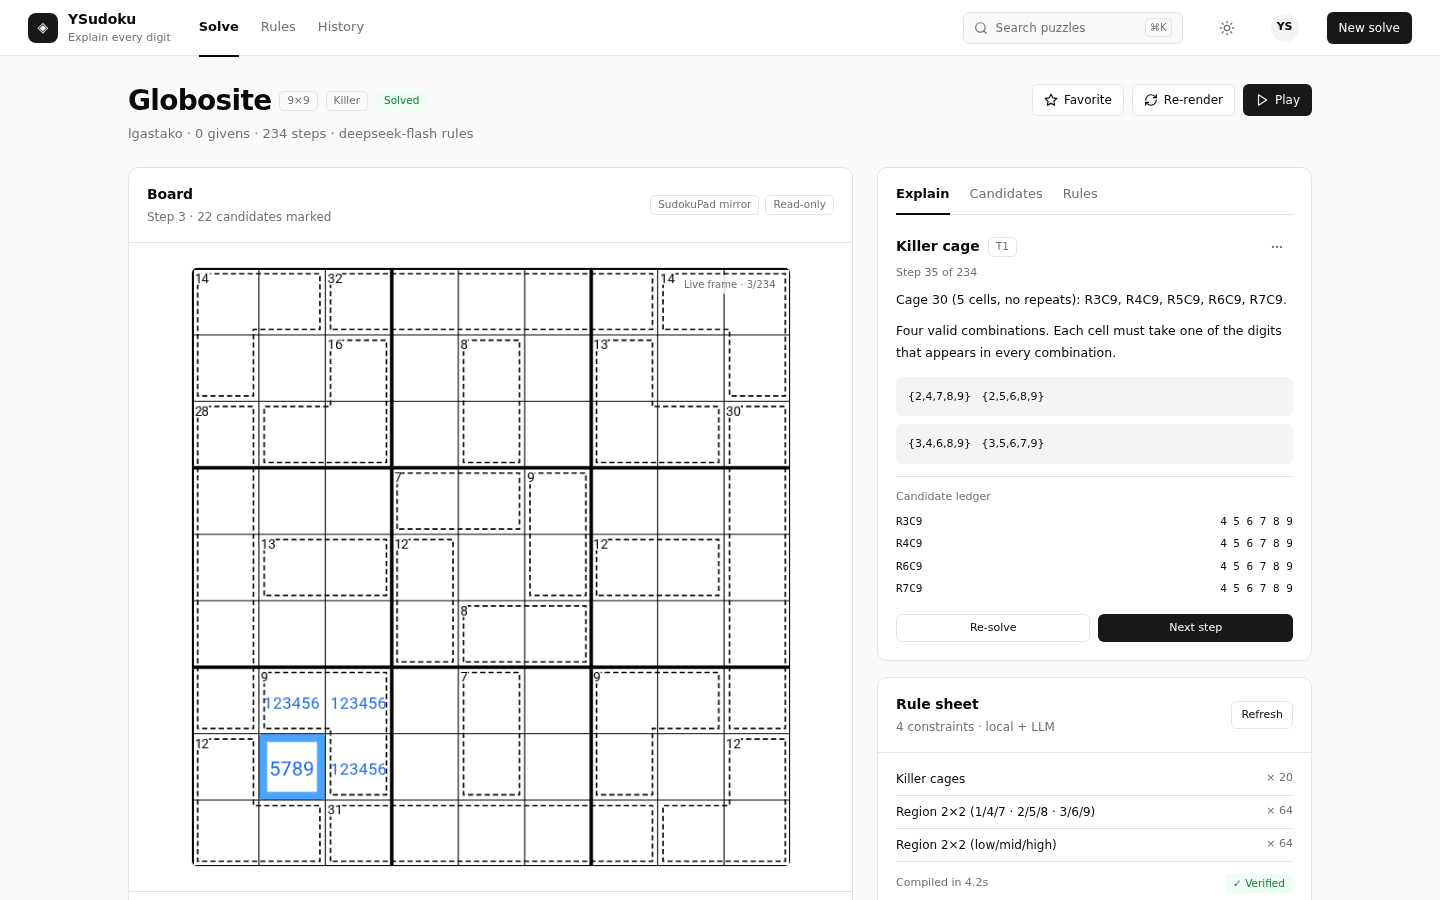 YSudoku
Explain every digit
Solve Rules History
Search puzzles ⌘K
YS
New solve
Globosite 9×9 Killer Solved
Favorite Re-render Play
lgastako · 0 givens · 234 steps · deepseek-flash rules
Board
Step 3 · 22 candidates marked
SudokuPad mirror Read-only
14 32 14 Live frame · 3/234
16 8 13
28 30
7 9
13 12 12
8
9 7 9
123456 123456
12 12
5789 123456
31
Explain Candidates Rules
Killer cage T1 ···
Step 35 of 234
Cage 30 (5 cells, no repeats): R3C9, R4C9, R5C9, R6C9, R7C9.
Four valid combinations. Each cell must take one of the digits
that appears in every combination.
{2,4,7,8,9} {2,5,6,8,9}
{3,4,6,8,9} {3,5,6,7,9}
Candidate ledger
R3C9 4 5 6 7 8 9
R4C9 4 5 6 7 8 9
R6C9 4 5 6 7 8 9
R7C9 4 5 6 7 8 9
Re-solve Next step
Rule sheet
4 constraints · local + LLM
Refresh
Killer cages × 20
Region 2×2 (1/4/7 · 2/5/8 · 3/6/9) × 64
Region 2×2 (low/mid/high) × 64
Compiled in 4.2s ✓ Verified